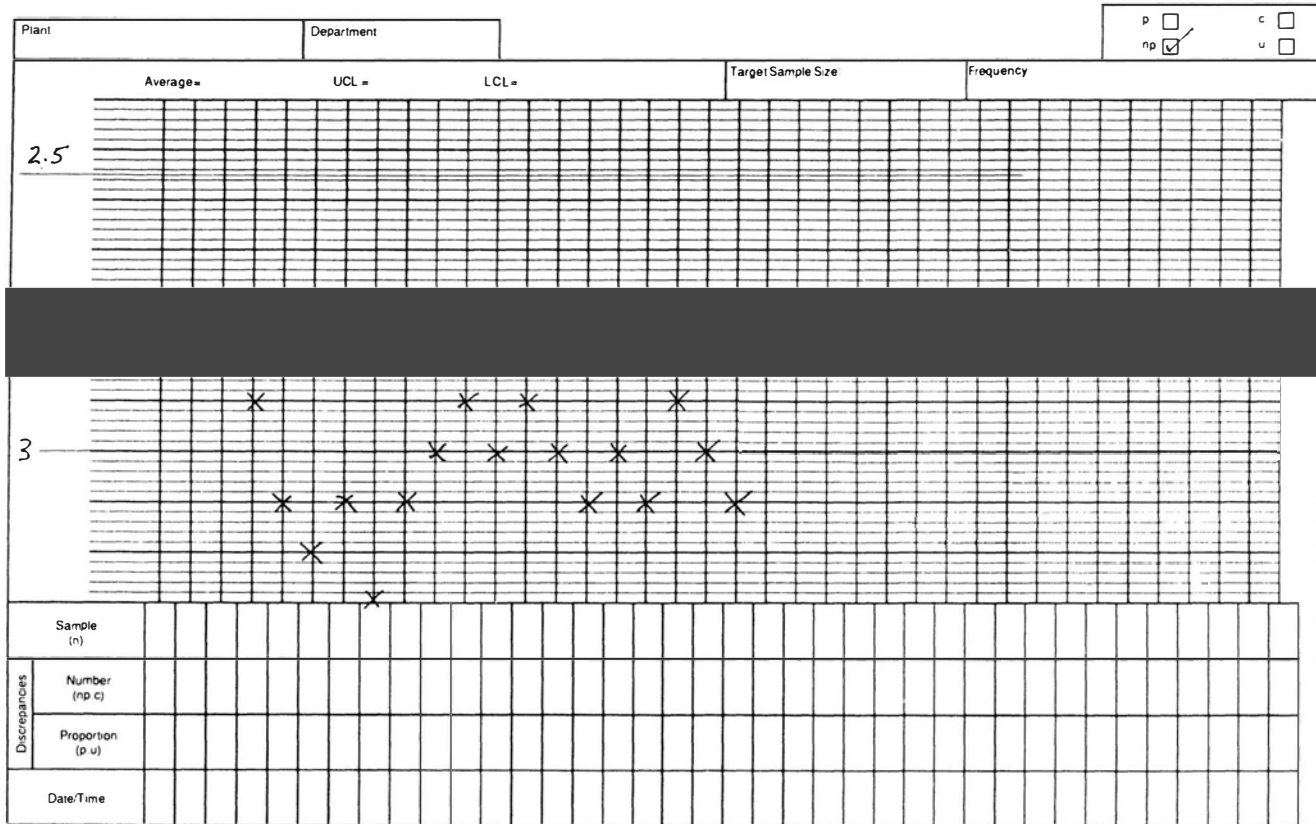 p c
np u
Plant Department
Average= UCL = LCL= Target Sample Size Frequency
2.5
3
Sample
(n)
Discrepancies
Number
(np c)
Proportion
(p u)
Date/Time